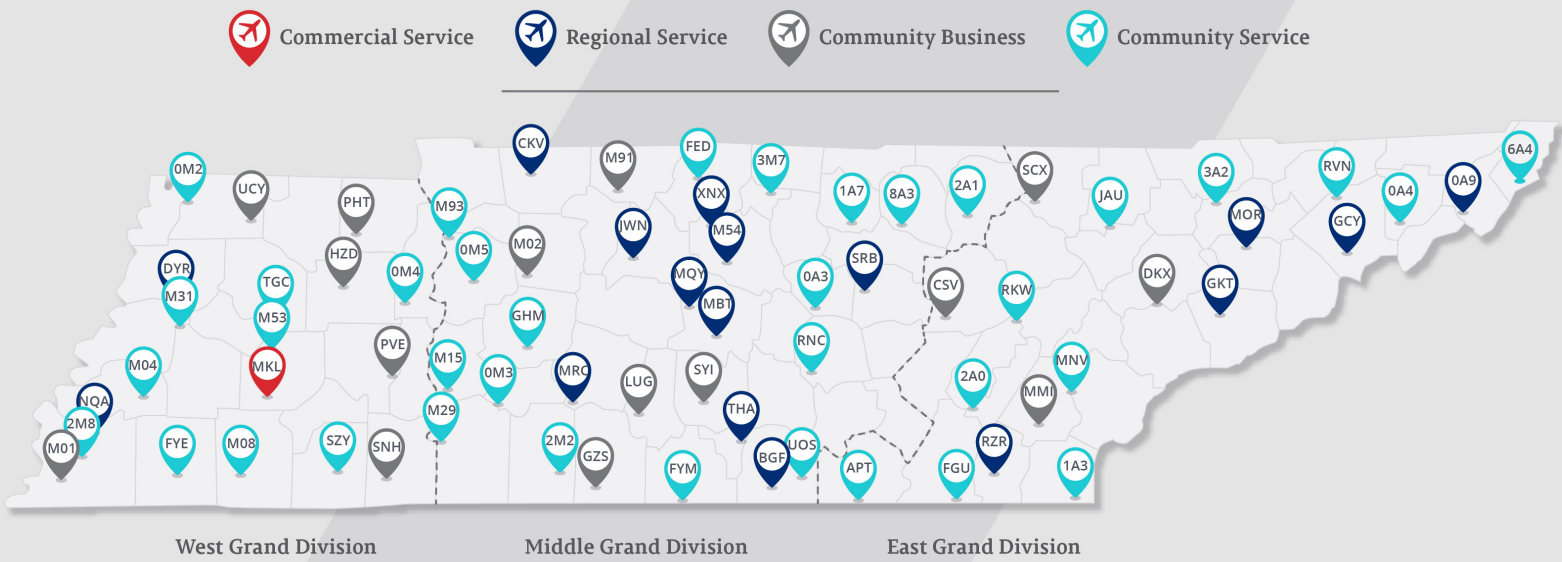 Commercial Service
Regional Service
Community Business
Community Service
CKV
6A4
FED
M91
3M7
RVN
0M2
SCX
3A2
0A9
2A1
UCY
1A7
0A4
XNX
8A3
JAU
PHT
M93
MOR
GCY
JWN
M54
M02
0M5
HZD
SRB
DYR
0M4
MQY
DKX
0A3
TGC
GKT
CSV
RKW
M31
MBT
GHM
M53
RNC
PVE
M15
MNV
M04
MKL
MRC
SYI
0M3
2A0
LUG
MMI
NQA
THA
M29
2M8
SZY
2M2
FYE
M08
RZR
UOS
M01
SNH
GZS
BGF
1A3
FYM
APT
FGU
West Grand Division
Middle Grand Division
East Grand Division